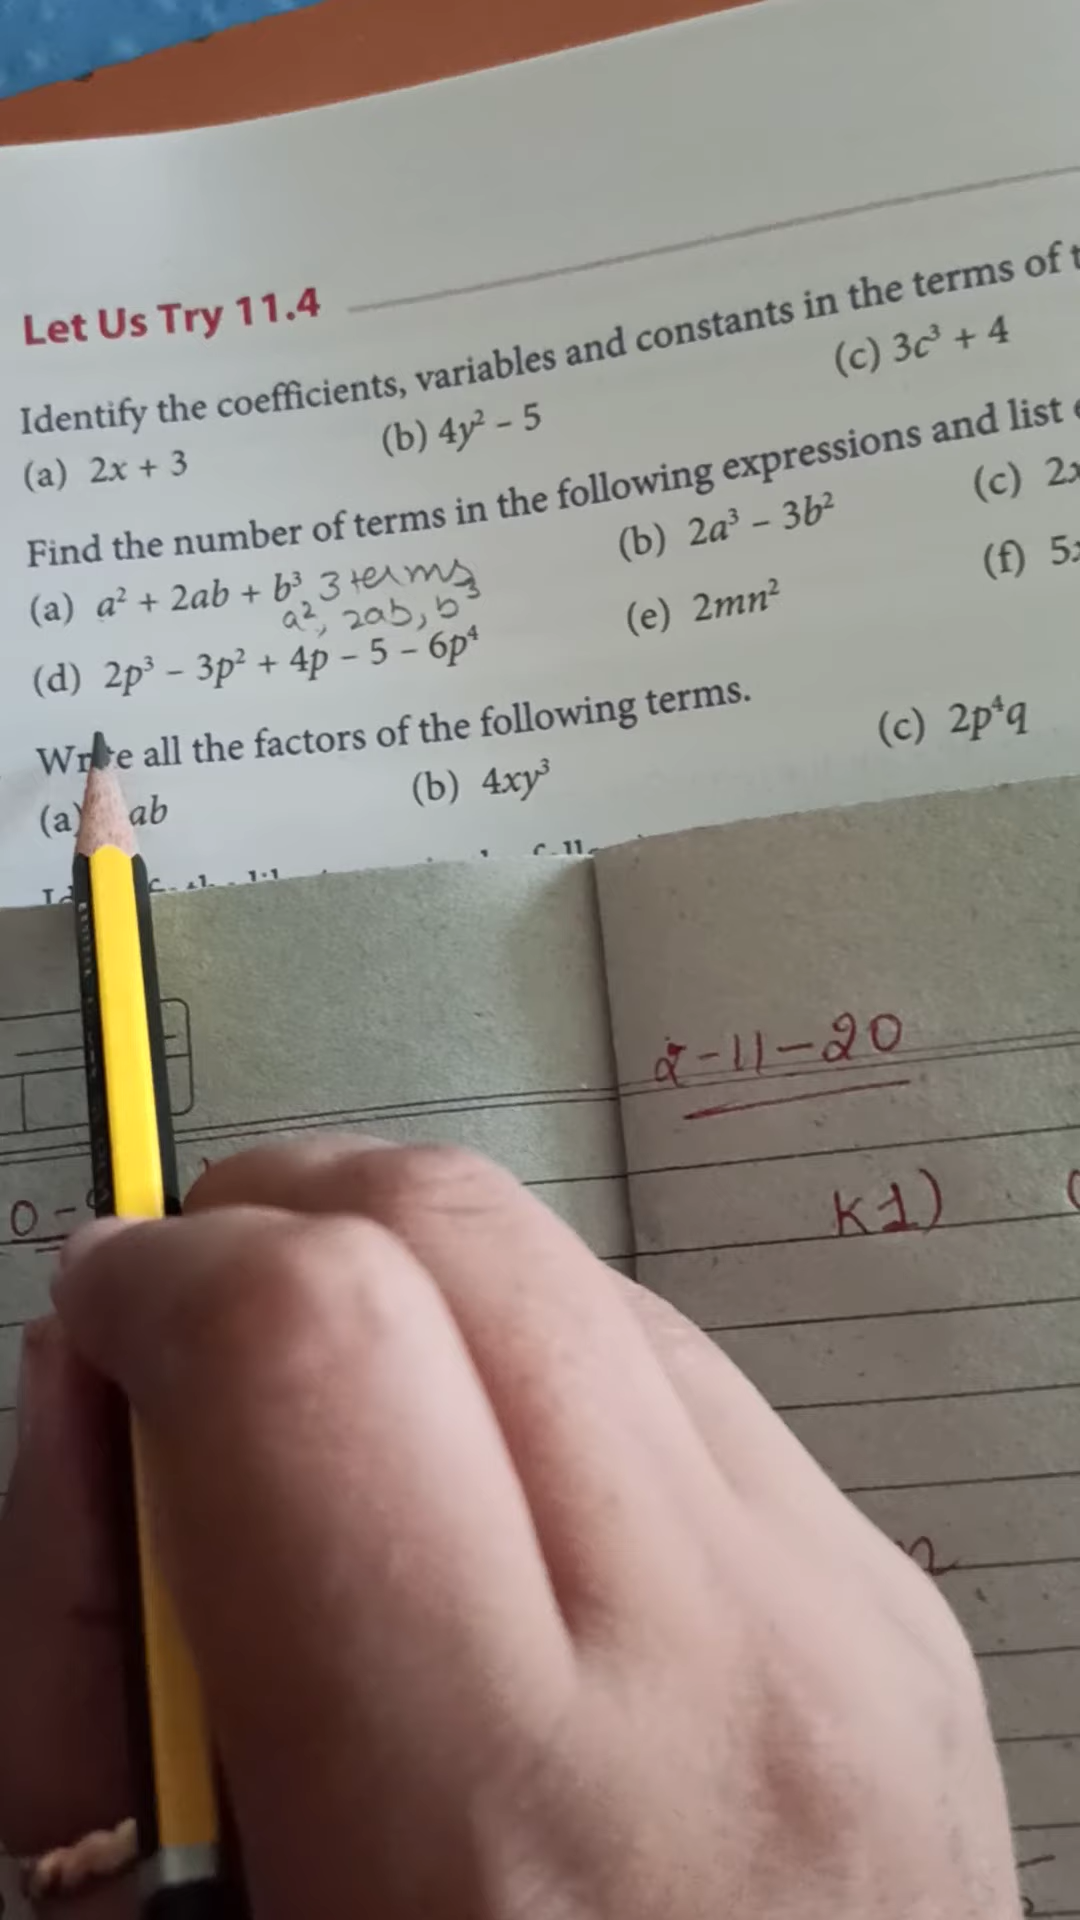 Let Us Try 11.4
Identify the coefficients, variables and constants in the terms of
(a) 2x + 3 (b) 4y² – 5 (c) 3c³ + 4
Find the number of terms in the following expressions and list
(a) a² + 2ab + b³ 3 terms (b) 2a³ – 3b² (c) 2x
a², 2ab, b³
(d) 2p³ – 3p² + 4p – 5 – 6p⁴ (e) 2mn² (f) 5x
Write all the factors of the following terms.
(a) ab (b) 4xy³ (c) 2p⁴q
2-11-20
K1)
0-